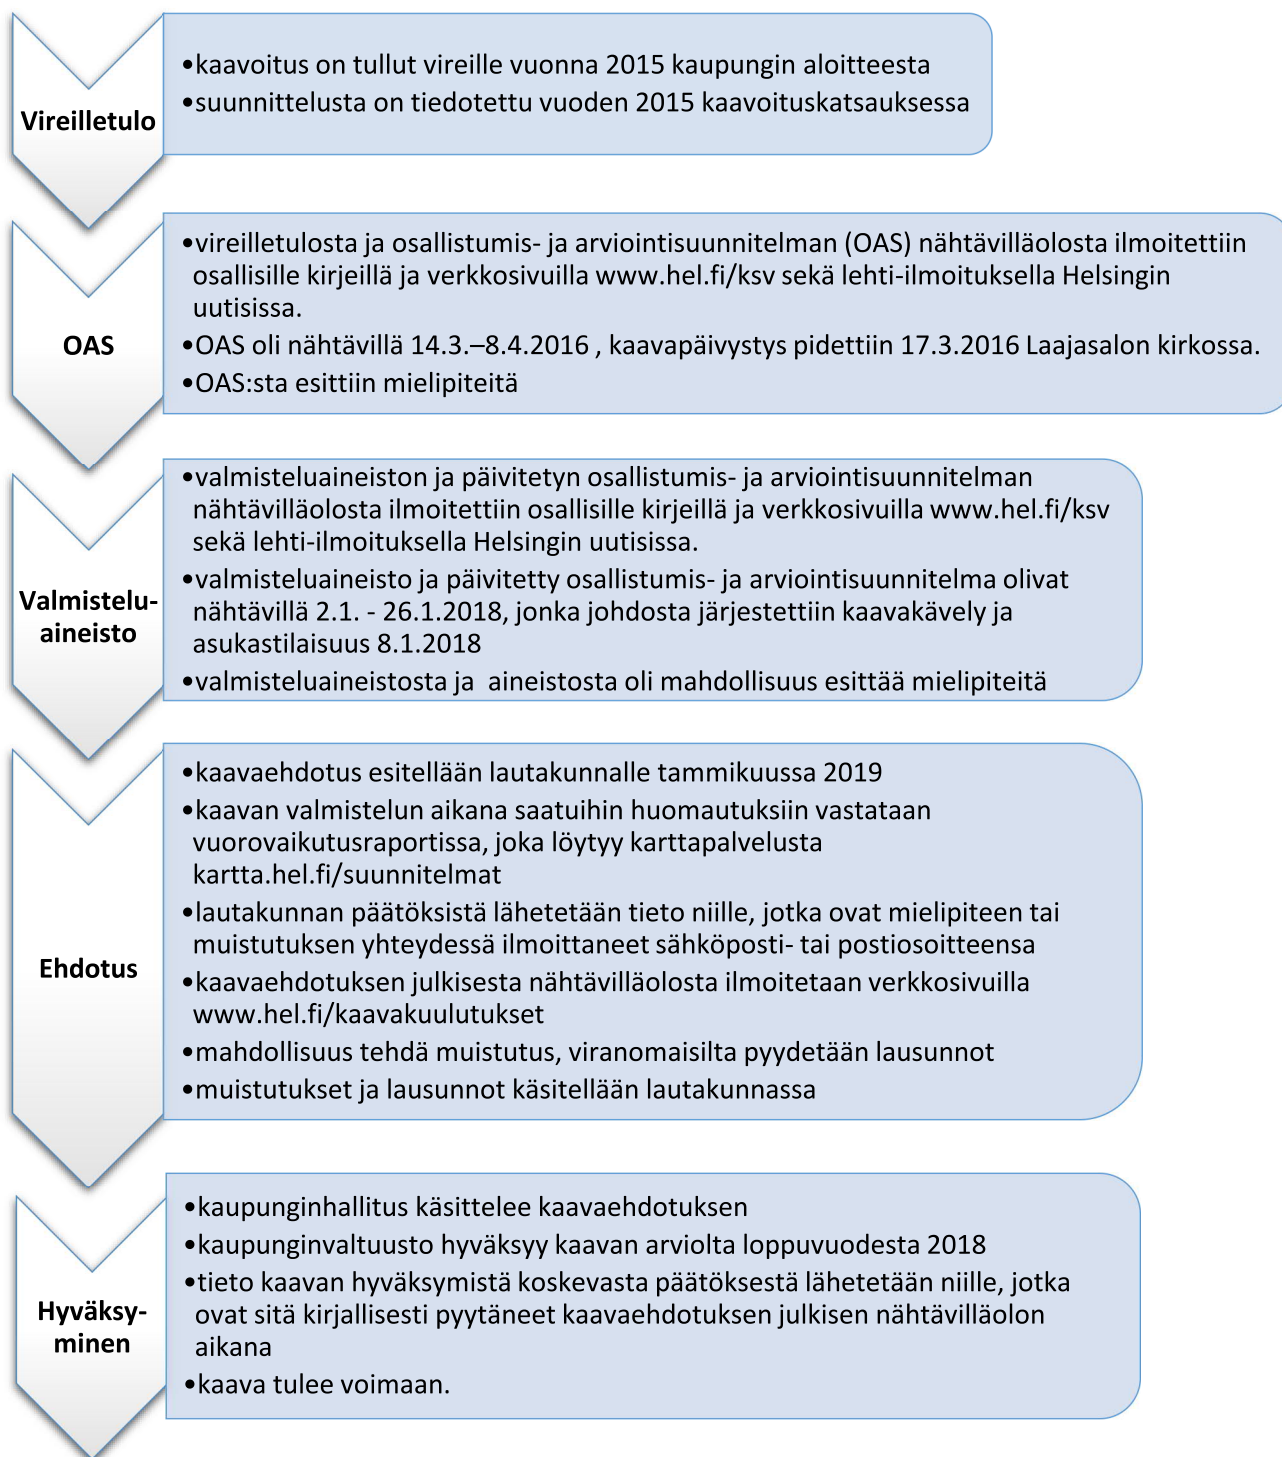 Vireilletulo
•kaavoitus on tullut vireille vuonna 2015 kaupungin aloitteesta
•suunnittelusta on tiedotettu vuoden 2015 kaavoituskatsauksessa
OAS
•vireilletulosta ja osallistumis- ja arviointisuunnitelman (OAS) nähtävilläolosta ilmoitettiin
osallisille kirjeillä ja verkkosivuilla www.hel.fi/ksv sekä lehti-ilmoituksella Helsingin
uutisissa.
•OAS oli nähtävillä 14.3.–8.4.2016 , kaavapäivystys pidettiin 17.3.2016 Laajasalon kirkossa.
•OAS:sta esittiin mielipiteitä
Valmistelu-
aineisto
•valmisteluaineiston ja päivitetyn osallistumis- ja arviointisuunnitelman
nähtävilläolosta ilmoitettiin osallisille kirjeillä ja verkkosivuilla www.hel.fi/ksv
sekä lehti-ilmoituksella Helsingin uutisissa.
•valmisteluaineisto ja päivitetty osallistumis- ja arviointisuunnitelma olivat
nähtävillä 2.1. - 26.1.2018, jonka johdosta järjestettiin kaavakävely ja
asukastilaisuus 8.1.2018
•valmisteluaineistosta ja  aineistosta oli mahdollisuus esittää mielipiteitä
Ehdotus
•kaavaehdotus esitellään lautakunnalle tammikuussa 2019
•kaavan valmistelun aikana saatuihin huomautuksiin vastataan
vuorovaikutusraportissa, joka löytyy karttapalvelusta
kartta.hel.fi/suunnitelmat
•lautakunnan päätöksistä lähetetään tieto niille, jotka ovat mielipiteen tai
muistutuksen yhteydessä ilmoittaneet sähköposti- tai postiosoitteensa
•kaavaehdotuksen julkisesta nähtävilläolosta ilmoitetaan verkkosivuilla
www.hel.fi/kaavakuulutukset
•mahdollisuus tehdä muistutus, viranomaisilta pyydetään lausunnot
•muistutukset ja lausunnot käsitellään lautakunnassa
Hyväksy-
minen
•kaupunginhallitus käsittelee kaavaehdotuksen
•kaupunginvaltuusto hyväksyy kaavan arviolta loppuvuodesta 2018
•tieto kaavan hyväksymistä koskevasta päätöksestä lähetetään niille, jotka
ovat sitä kirjallisesti pyytäneet kaavaehdotuksen julkisen nähtävilläolon
aikana
•kaava tulee voimaan.